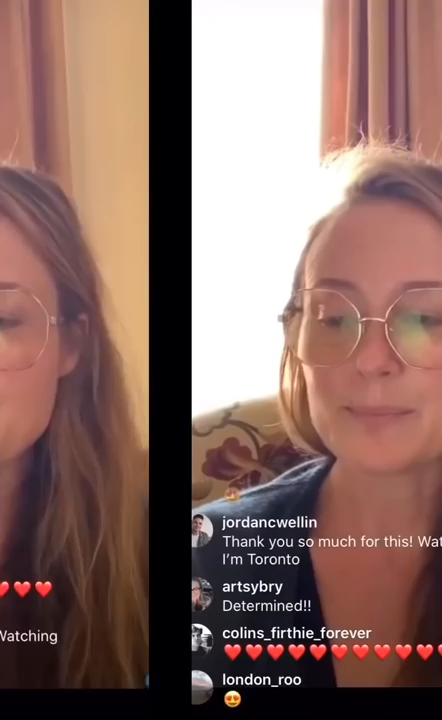 Watching
jordancwellin
Thank you so much for this! Wat
I'm Toronto
artsybry
Determined!!
colins_firthie_forever
❤️❤️❤️❤️❤️❤️❤️❤️❤️❤️❤️
london_roo
😍